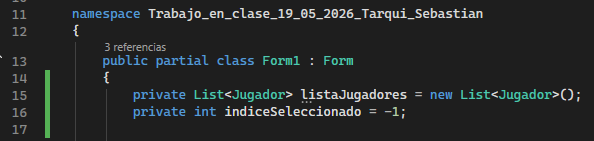 11 namespace Trabajo_en_clase_19_05_2026_Tarqui_Sebastian
12 {
3 referencias
13 public partial class Form1 : Form
14 {
15 private List<Jugador> listaJugadores = new List<Jugador>();
16 private int indiceSeleccionado = -1;
17